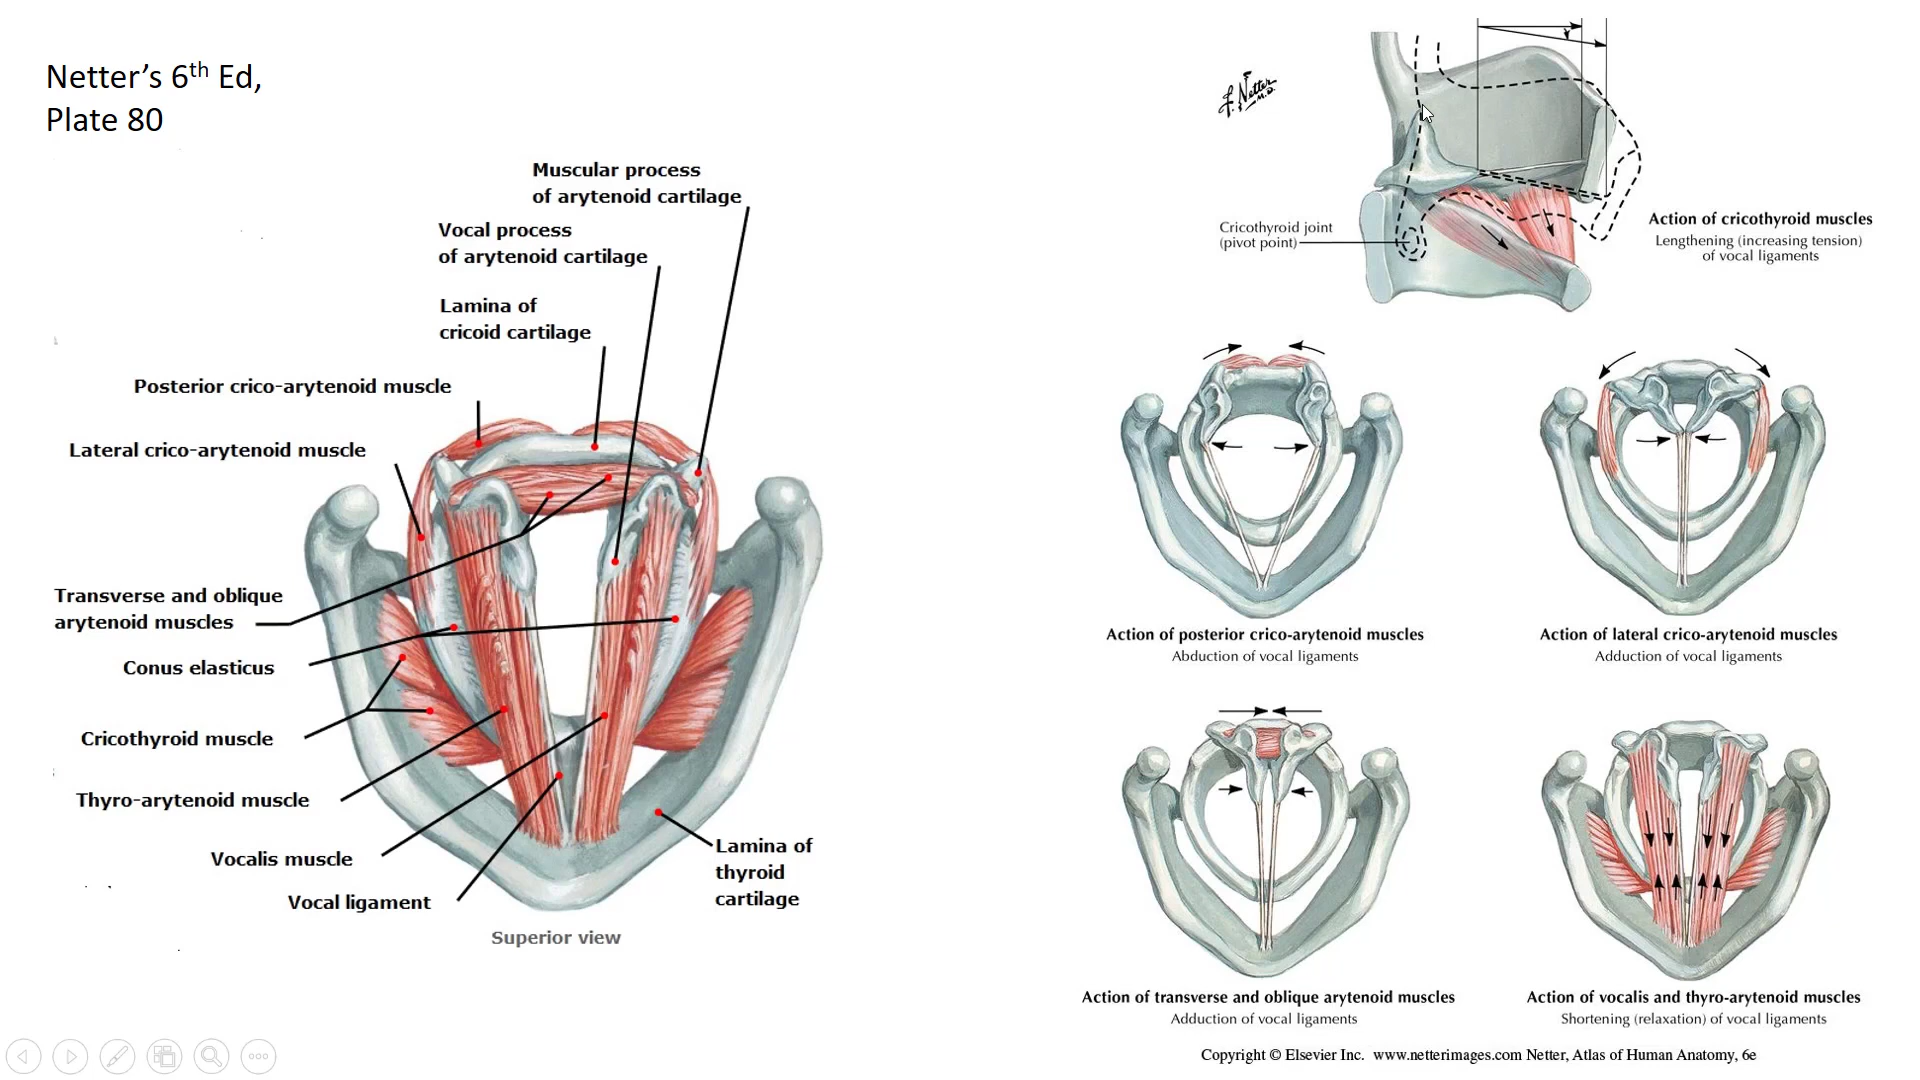 Netter’s 6th Ed,
Plate 80
Muscular process
of arytenoid cartilage
Vocal process
of arytenoid cartilage
Lamina of
cricoid cartilage
Posterior crico-arytenoid muscle
Lateral crico-arytenoid muscle
Transverse and oblique
arytenoid muscles
Conus elasticus
Cricothyroid muscle
Thyro-arytenoid muscle
Vocalis muscle
Vocal ligament
Lamina of
thyroid
cartilage
Superior view
F. Netter
M.D.
Cricothyroid joint
(pivot point)
Action of cricothyroid muscles
Lengthening (increasing tension)
of vocal ligaments
Action of posterior crico-arytenoid muscles
Abduction of vocal ligaments
Action of lateral crico-arytenoid muscles
Adduction of vocal ligaments
Action of transverse and oblique arytenoid muscles
Adduction of vocal ligaments
Action of vocalis and thyro-arytenoid muscles
Shortening (relaxation) of vocal ligaments
Copyright © Elsevier Inc. www.netterimages.com Netter, Atlas of Human Anatomy, 6e